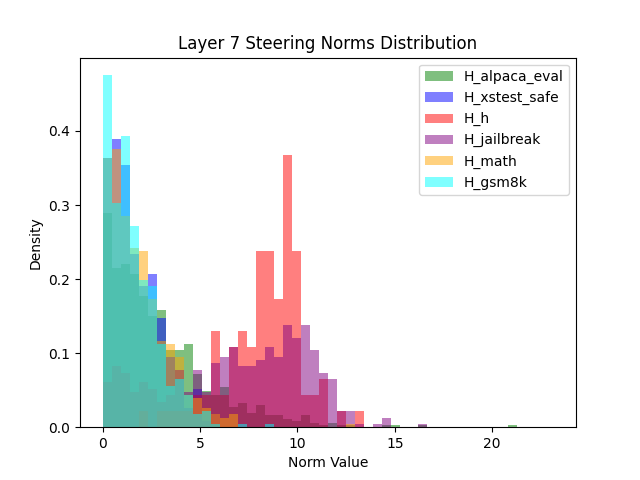 Layer 7 Steering Norms Distribution
H_alpaca_eval
H_xstest_safe
H_h
H_jailbreak
H_math
H_gsm8k
Density
0.4
0.3
0.2
0.1
0.0
0
5
10
15
20
Norm Value